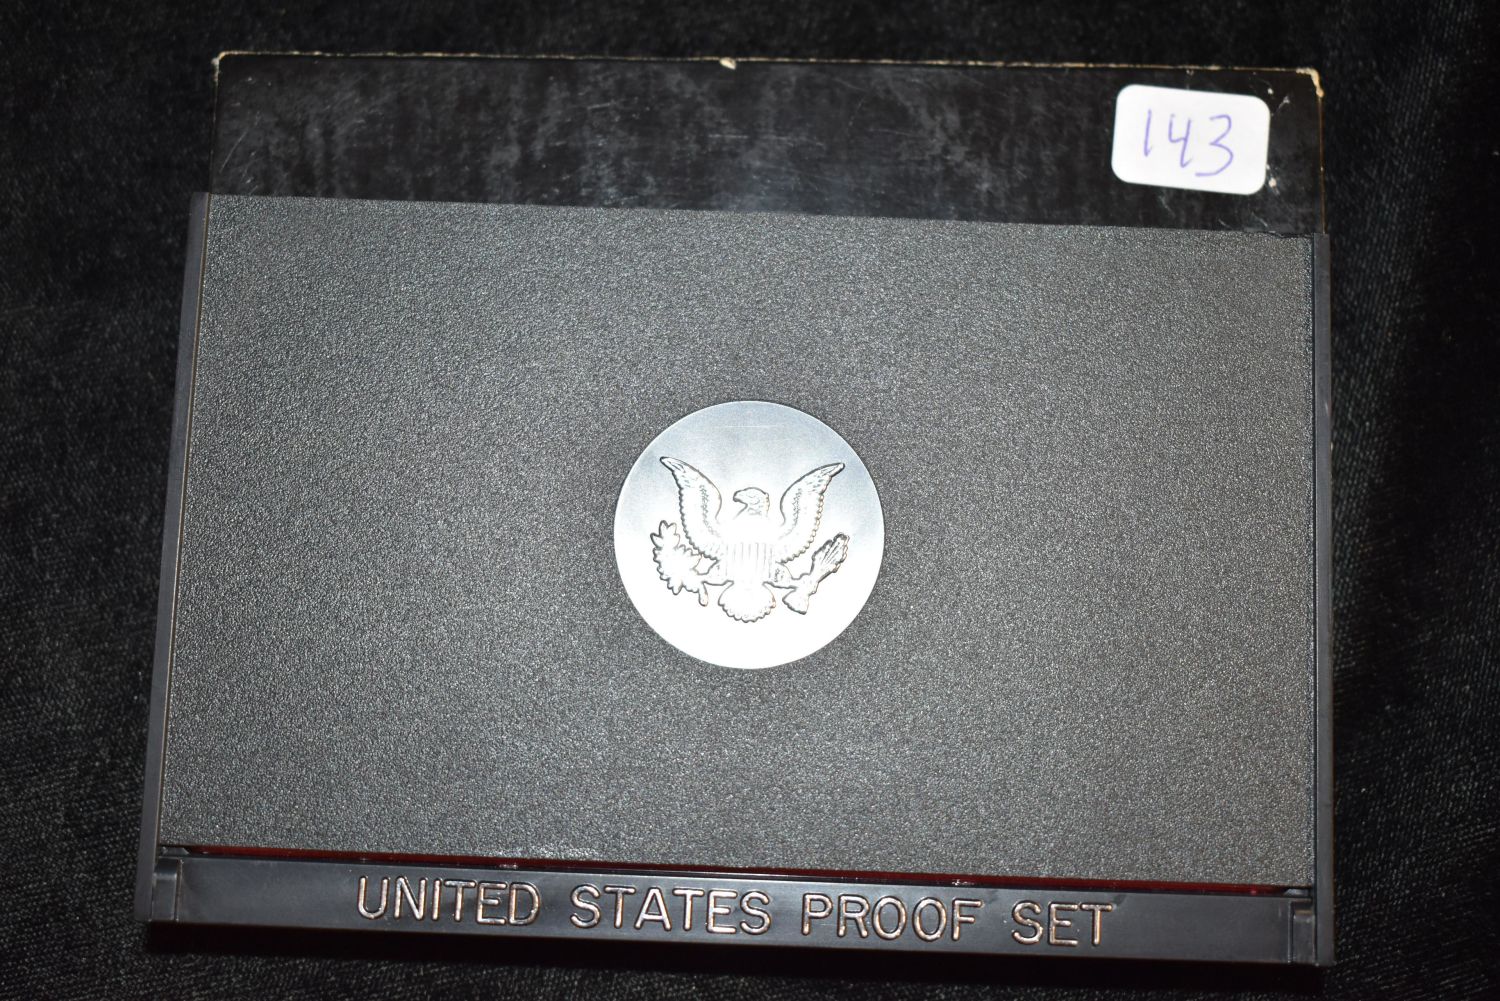 143
UNITED STATES PROOF SET